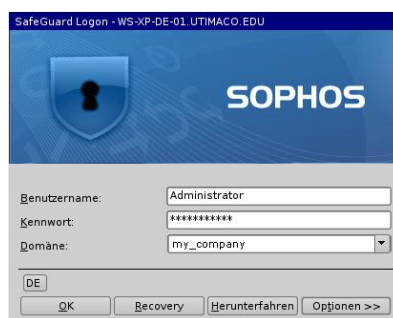 SafeGuard Logon - WS-XP-DE-01.UTIMACO.EDU
SOPHOS
Benutzername: Administrator
Kennwort: ***********
Domäne: my_company
DE
OK Recovery Herunterfahren Optionen >>